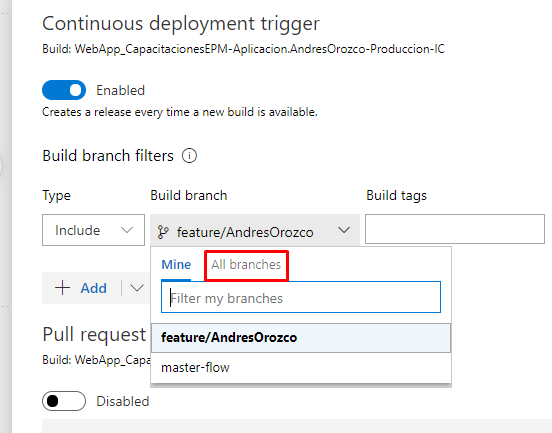 Continuous deployment trigger
Build: WebApp_CapacitacionesEPM-Aplicacion.AndresOrozco-Produccion-IC
Enabled
Creates a release every time a new build is available.
Build branch filters
Type Build branch Build tags
Include feature/AndresOrozco
Mine All branches
Add
Filter my branches
Pull request
feature/AndresOrozco
Build: WebApp_Capa
master-flow
Disabled